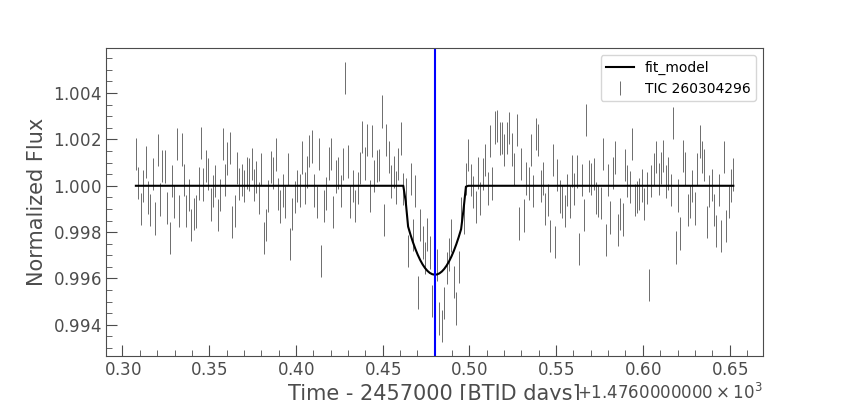 fit_model
TIC 260304296
1.004
1.002
1.000
0.998
0.996
0.994
Normalized Flux
0.30 0.35 0.40 0.45 0.50 0.55 0.60 0.65
Time - 2457000 [BTJD days]
+1.4760000000 × 10³